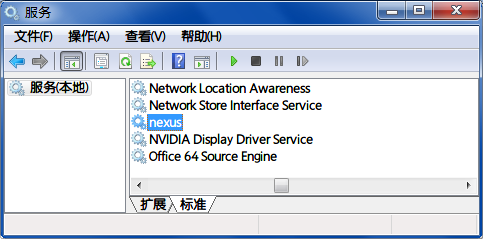 服务
文件(F) 操作(A) 查看(V) 帮助(H)
服务(本地)
Network Location Awareness
Network Store Interface Service
nexus
NVIDIA Display Driver Service
Office 64 Source Engine
扩展 标准